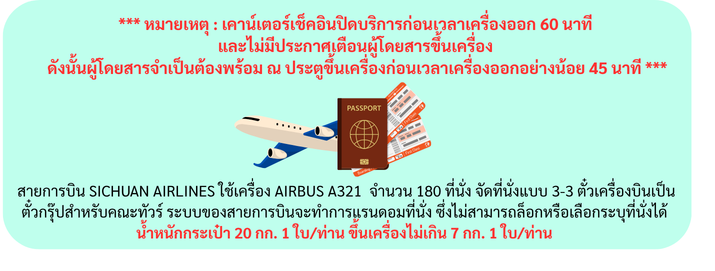 *** หมายเหตุ : เคาน์เตอร์เช็คอินปิดบริการก่อนเวลาเครื่องออก 60 นาที
และไม่มีประกาศเตือนผู้โดยสารขึ้นเครื่อง
ดังนั้นผู้โดยสารจำเป็นต้องพร้อม ณ ประตูขึ้นเครื่องก่อนเวลาเครื่องออกอย่างน้อย 45 นาที ***
PASSPORT
สายการบิน SICHUAN AIRLINES ใช้เครื่อง AIRBUS A321 จำนวน 180 ที่นั่ง จัดที่นั่งแบบ 3-3 ตั๋วเครื่องบินเป็น
ตั๋วกรุ๊ปสำหรับคณะทัวร์ ระบบของสายการบินจะทำการแรนดอมที่นั่ง ซึ่งไม่สามารถล็อกหรือเลือกระบุที่นั่งได้
น้ำหนักกระเป๋า 20 กก. 1 ใบ/ท่าน ขึ้นเครื่องไม่เกิน 7 กก. 1 ใบ/ท่าน